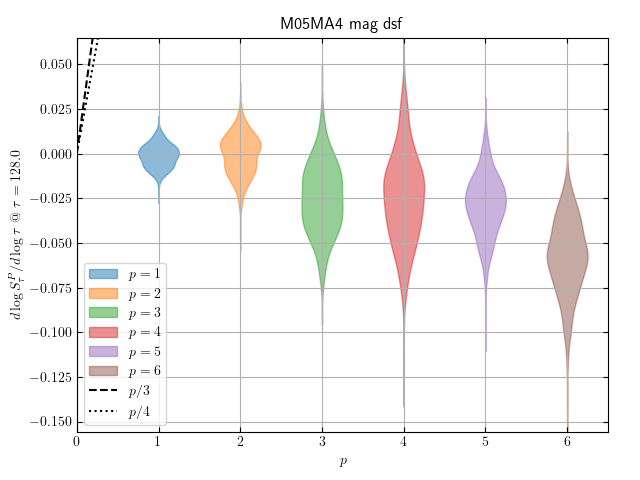 M05MA4 mag dsf
d log S_τ^P / d log τ @ τ = 128.0
0.050
0.025
0.000
−0.025
−0.050
−0.075
−0.100
−0.125
−0.150
p = 1
p = 2
p = 3
p = 4
p = 5
p = 6
p/3
p/4
0 1 2 3 4 5 6
p